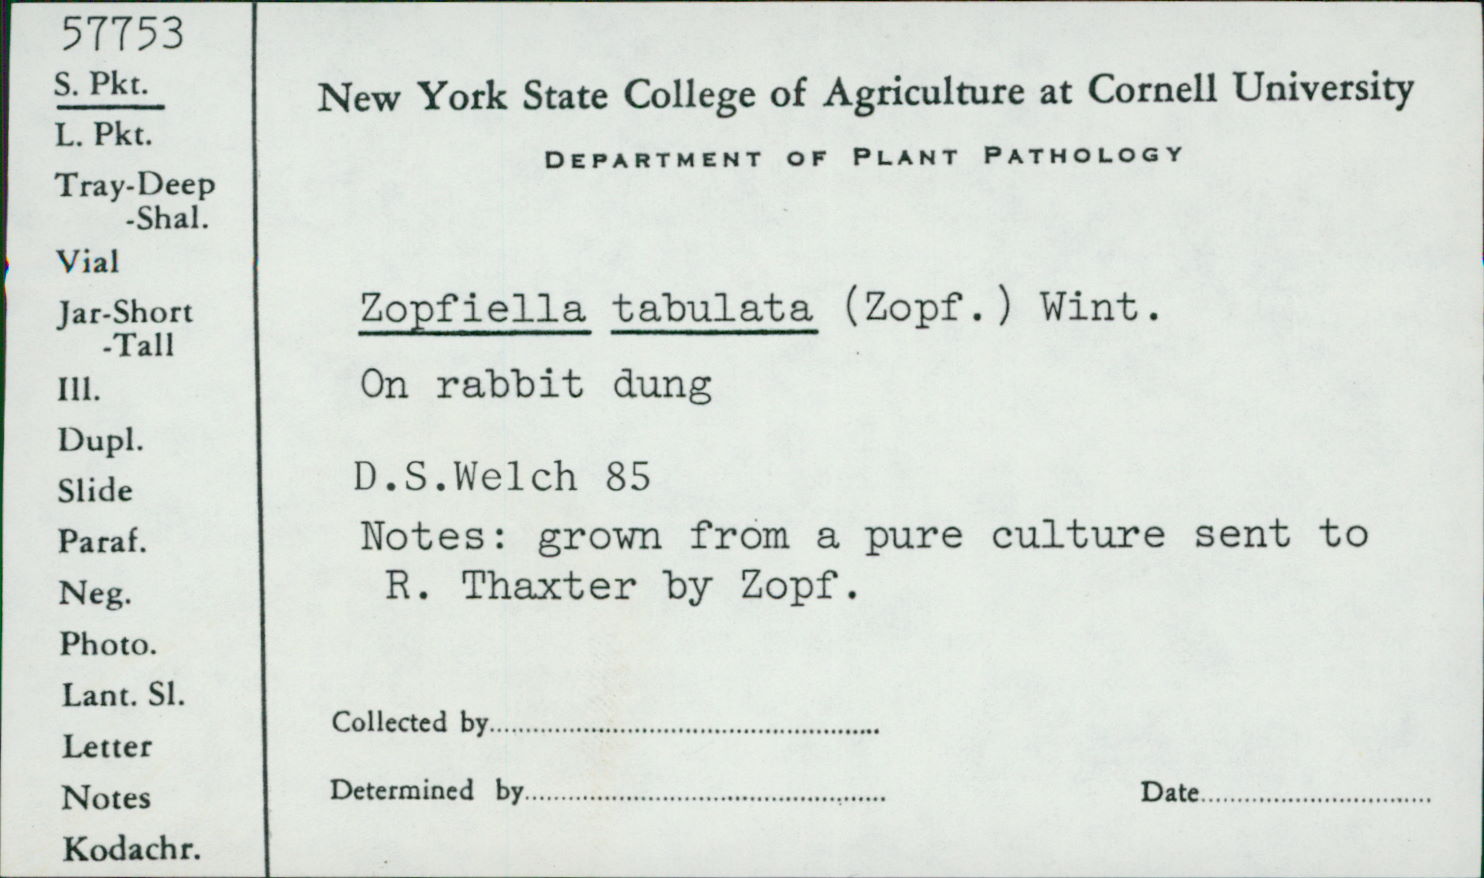 57753
S. Pkt.
L. Pkt.
Tray-Deep
-Shal.
Vial
Jar-Short
-Tall
Ill.
Dupl.
Slide
Paraf.
Neg.
Photo.
Lant. Sl.
Letter
Notes
Kodachr.
New York State College of Agriculture at Cornell University
DEPARTMENT OF PLANT PATHOLOGY
Zopfiella tabulata (Zopf.) Wint.
On rabbit dung
D.S.Welch 85
Notes: grown from a pure culture sent to
R. Thaxter by Zopf.
Collected by
Determined by
Date